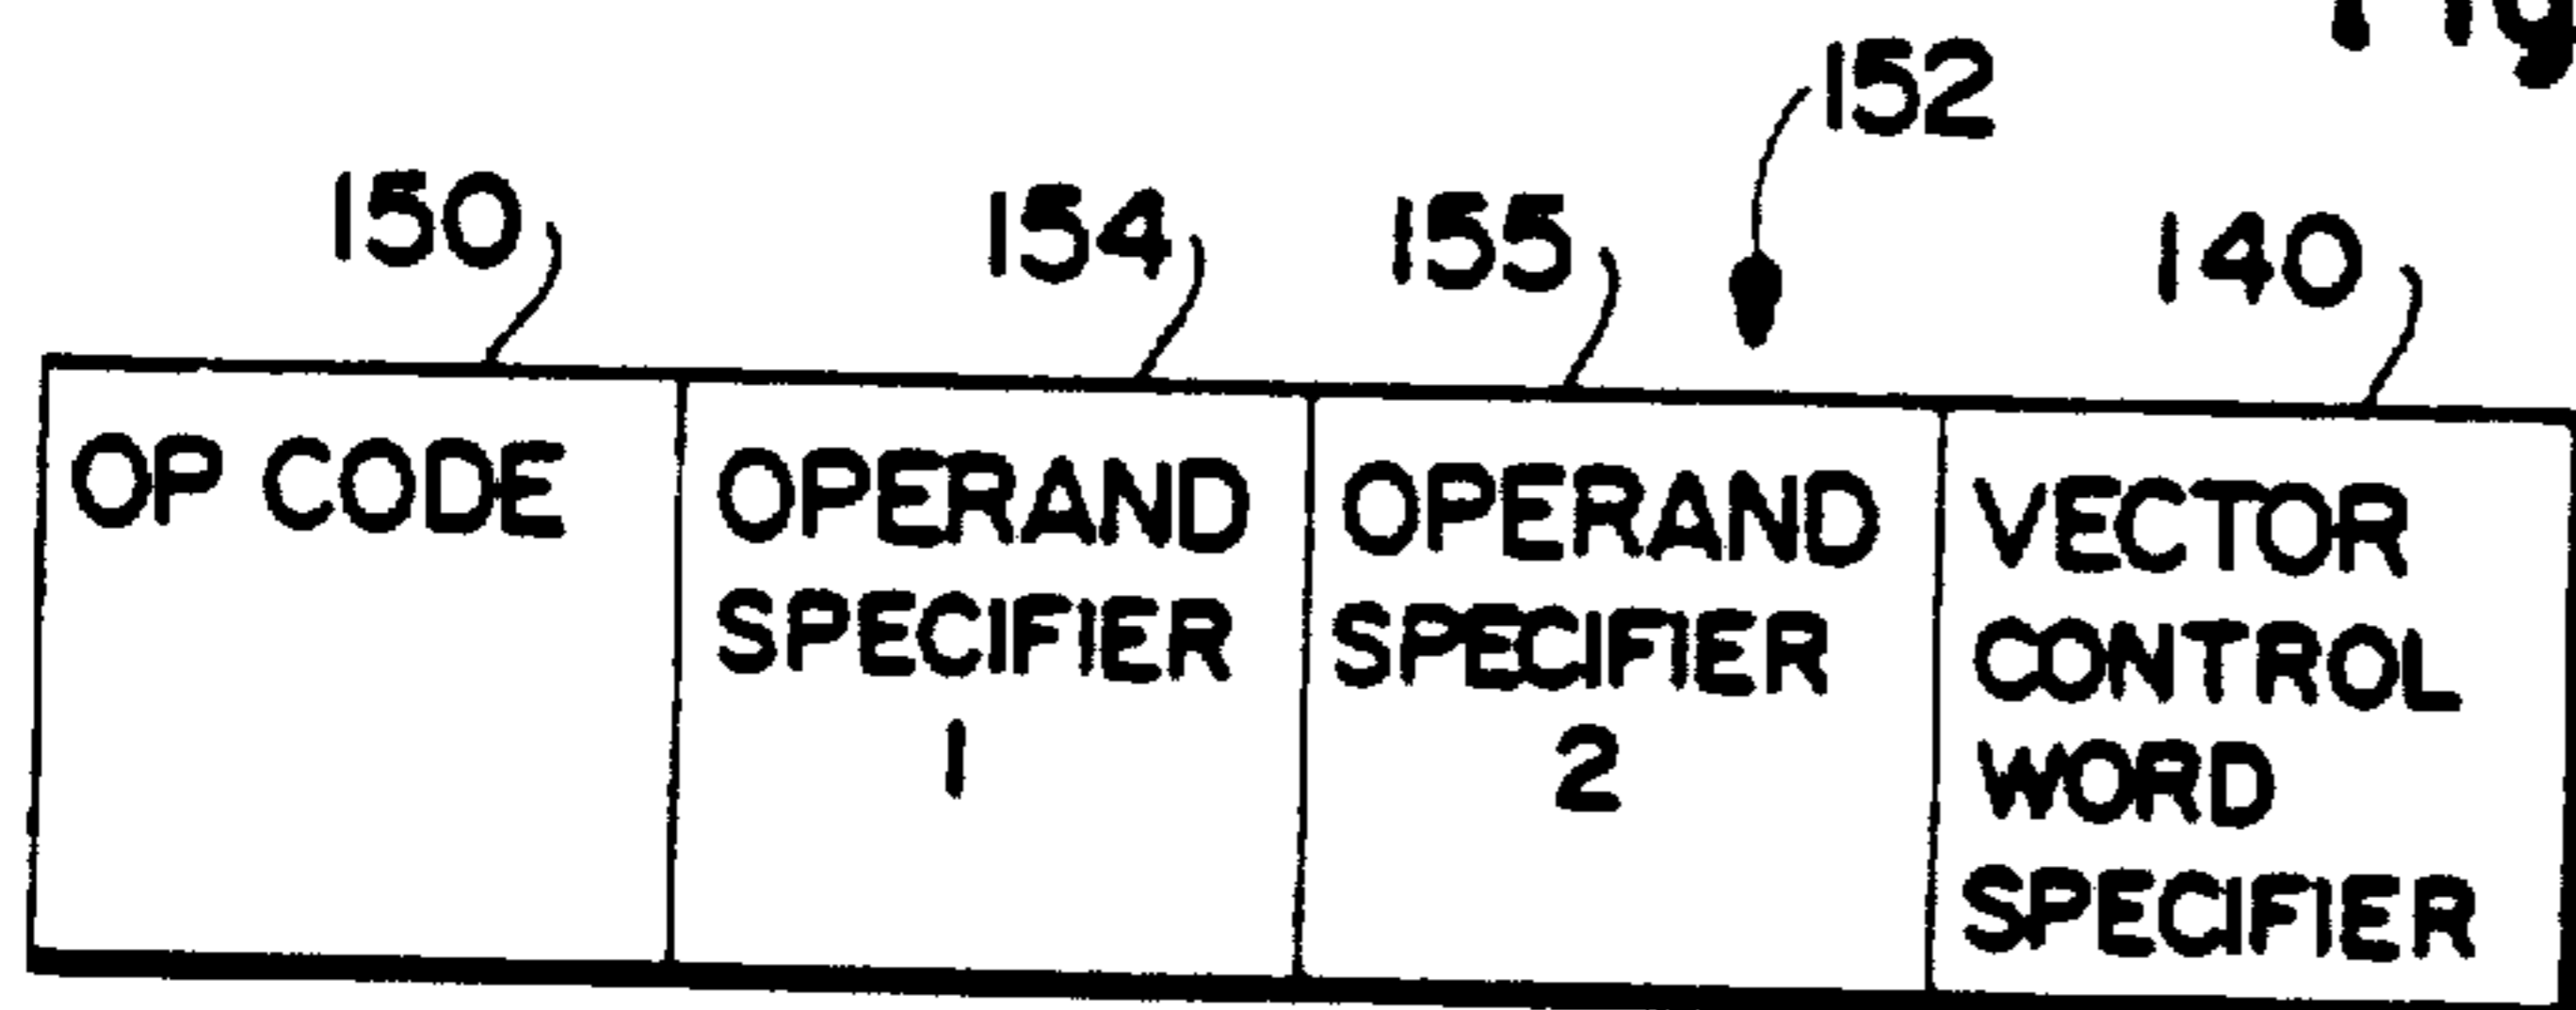 152
150
154
155
140
OP CODE
OPERAND
SPECIFIER
1
OPERAND
SPECIFIER
2
VECTOR
CONTROL
WORD
SPECIFIER